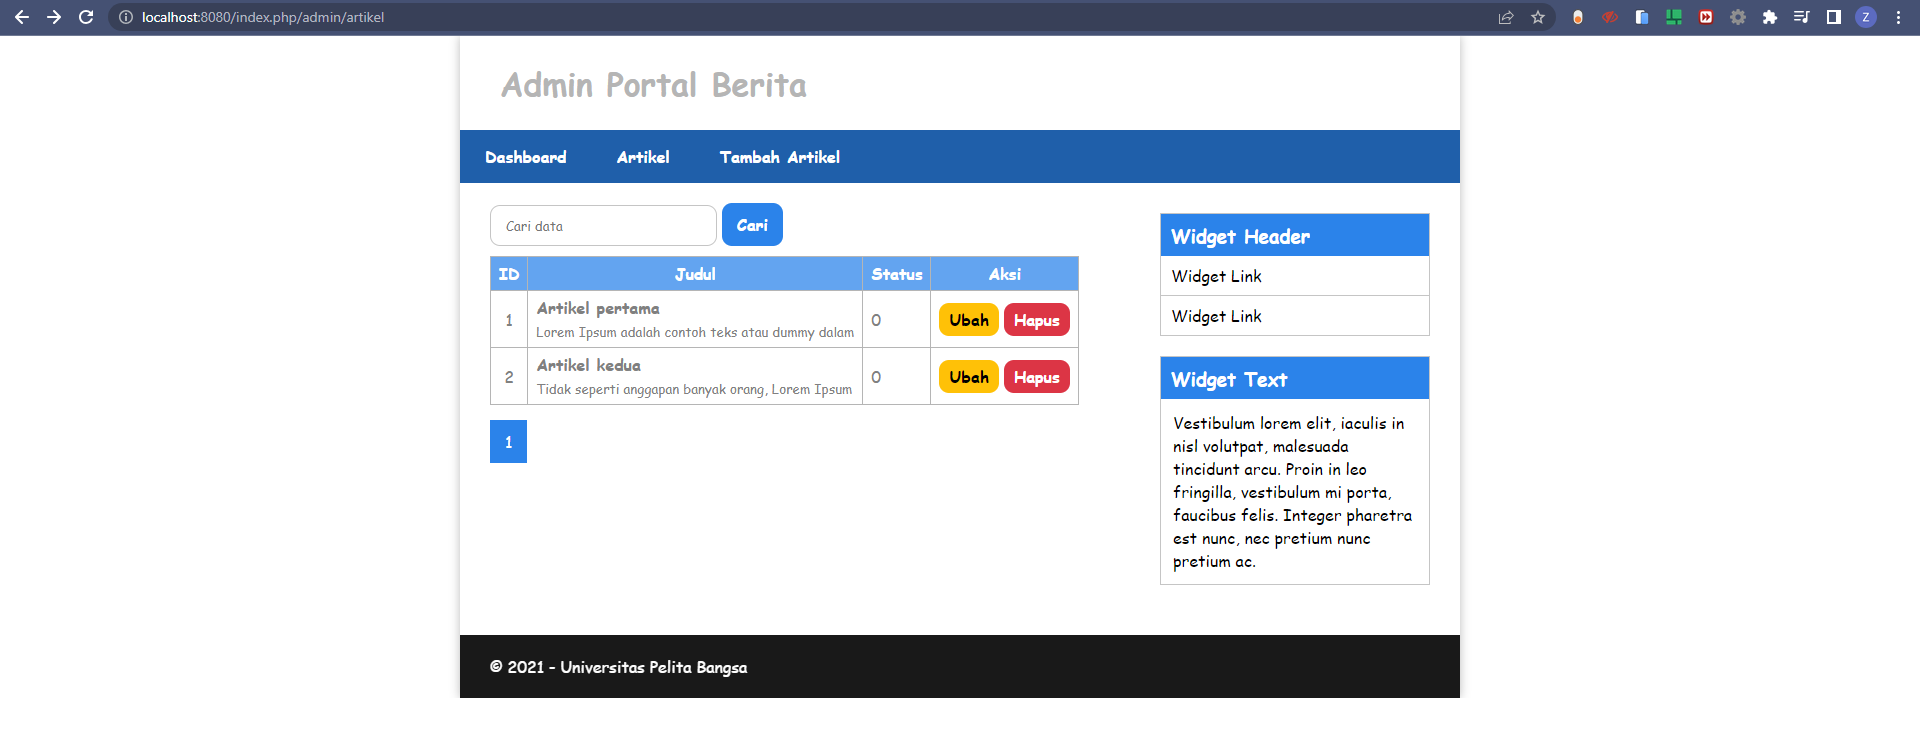 localhost:8080/index.php/admin/artikel
Z
Admin Portal Berita
Dashboard Artikel Tambah Artikel
Cari data Cari
ID Judul Status Aksi
1 Artikel pertama 0 Ubah Hapus
Lorem Ipsum adalah contoh teks atau dummy dalam
2 Artikel kedua 0 Ubah Hapus
Tidak seperti anggapan banyak orang, Lorem Ipsum
1
Widget Header
Widget Link
Widget Link
Widget Text
Vestibulum lorem elit, iaculis in
nisl volutpat, malesuada
tincidunt arcu. Proin in leo
fringilla, vestibulum mi porta,
faucibus felis. Integer pharetra
est nunc, nec pretium nunc
pretium ac.
© 2021 - Universitas Pelita Bangsa